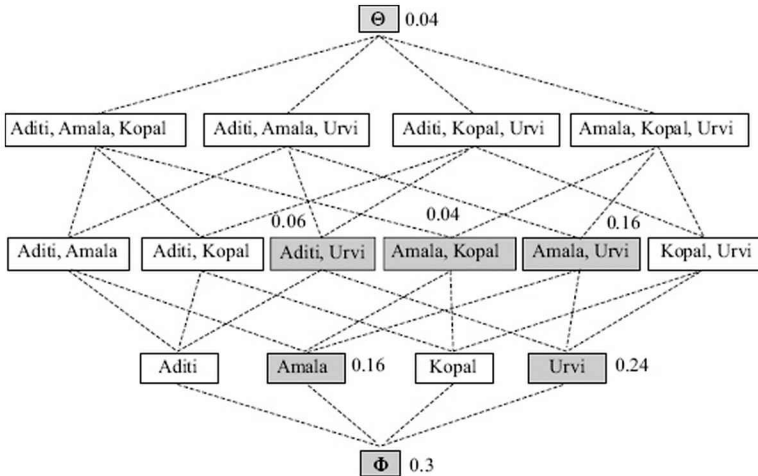 Θ 0.04
Aditi, Amala, Kopal
Aditi, Amala, Urvi
Aditi, Kopal, Urvi
Amala, Kopal, Urvi
0.06
0.04
0.16
Aditi, Amala
Aditi, Kopal
Aditi, Urvi
Amala, Kopal
Amala, Urvi
Kopal, Urvi
Aditi
Amala 0.16
Kopal
Urvi 0.24
Φ 0.3